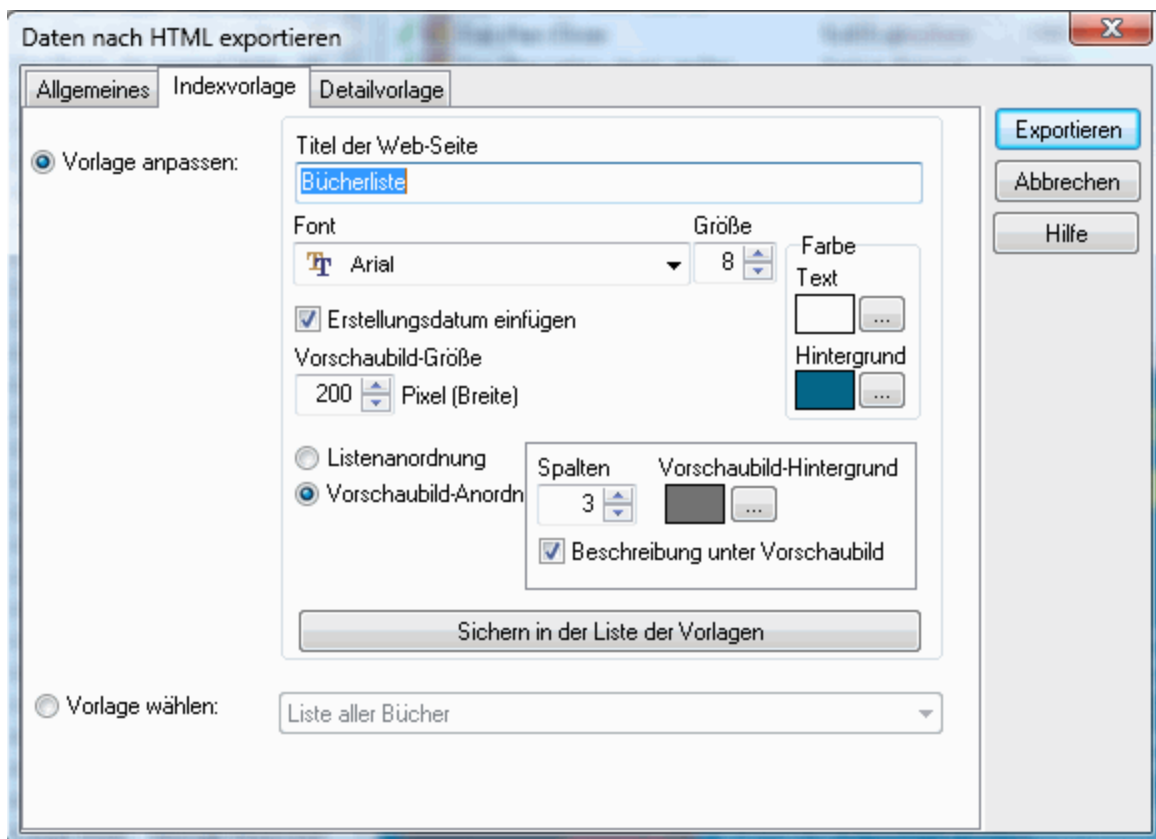 Daten nach HTML exportieren
Allgemeines Indexvorlage Detailvorlage
Exportieren
Abbrechen
Hilfe
Vorlage anpassen:
Titel der Web-Seite
Bücherliste
Font Größe
Arial 8
Farbe
Text
...
Erstellungsdatum einfügen
Vorschaubild-Größe
200 Pixel (Breite)
Hintergrund
...
Listenanordnung
Vorschaubild-Anordn
Spalten Vorschaubild-Hintergrund
3 ...
Beschreibung unter Vorschaubild
Sichern in der Liste der Vorlagen
Vorlage wählen:
Liste aller Bücher